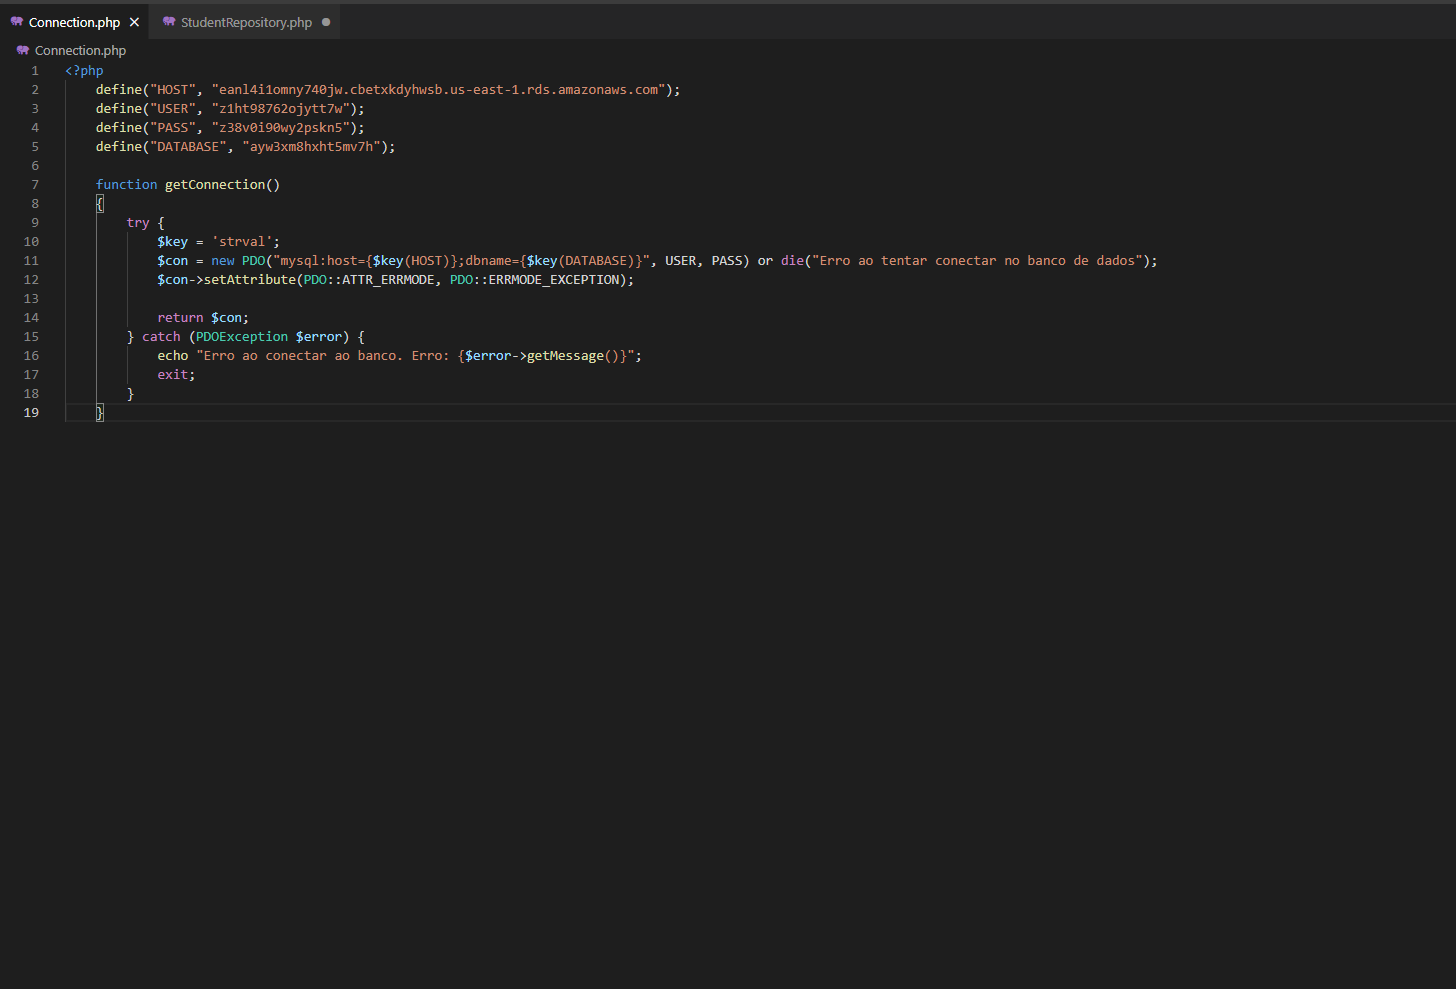 Connection.php
StudentRepository.php
Connection.php
1 <?php
2 define("HOST", "eanl4i1omny740jw.cbetxkdyhwsb.us-east-1.rds.amazonaws.com");
3 define("USER", "z1ht98762ojytt7w");
4 define("PASS", "z38v0i90wy2pskn5");
5 define("DATABASE", "ayw3xm8hxht5mv7h");
6
7 function getConnection()
8 {
9 try {
10 $key = 'strval';
11 $con = new PDO("mysql:host={$key(HOST)};dbname={$key(DATABASE)}", USER, PASS) or die("Erro ao tentar conectar no banco de dados");
12 $con->setAttribute(PDO::ATTR_ERRMODE, PDO::ERRMODE_EXCEPTION);
13
14 return $con;
15 } catch (PDOException $error) {
16 echo "Erro ao conectar ao banco. Erro: {$error->getMessage()}";
17 exit;
18 }
19 }